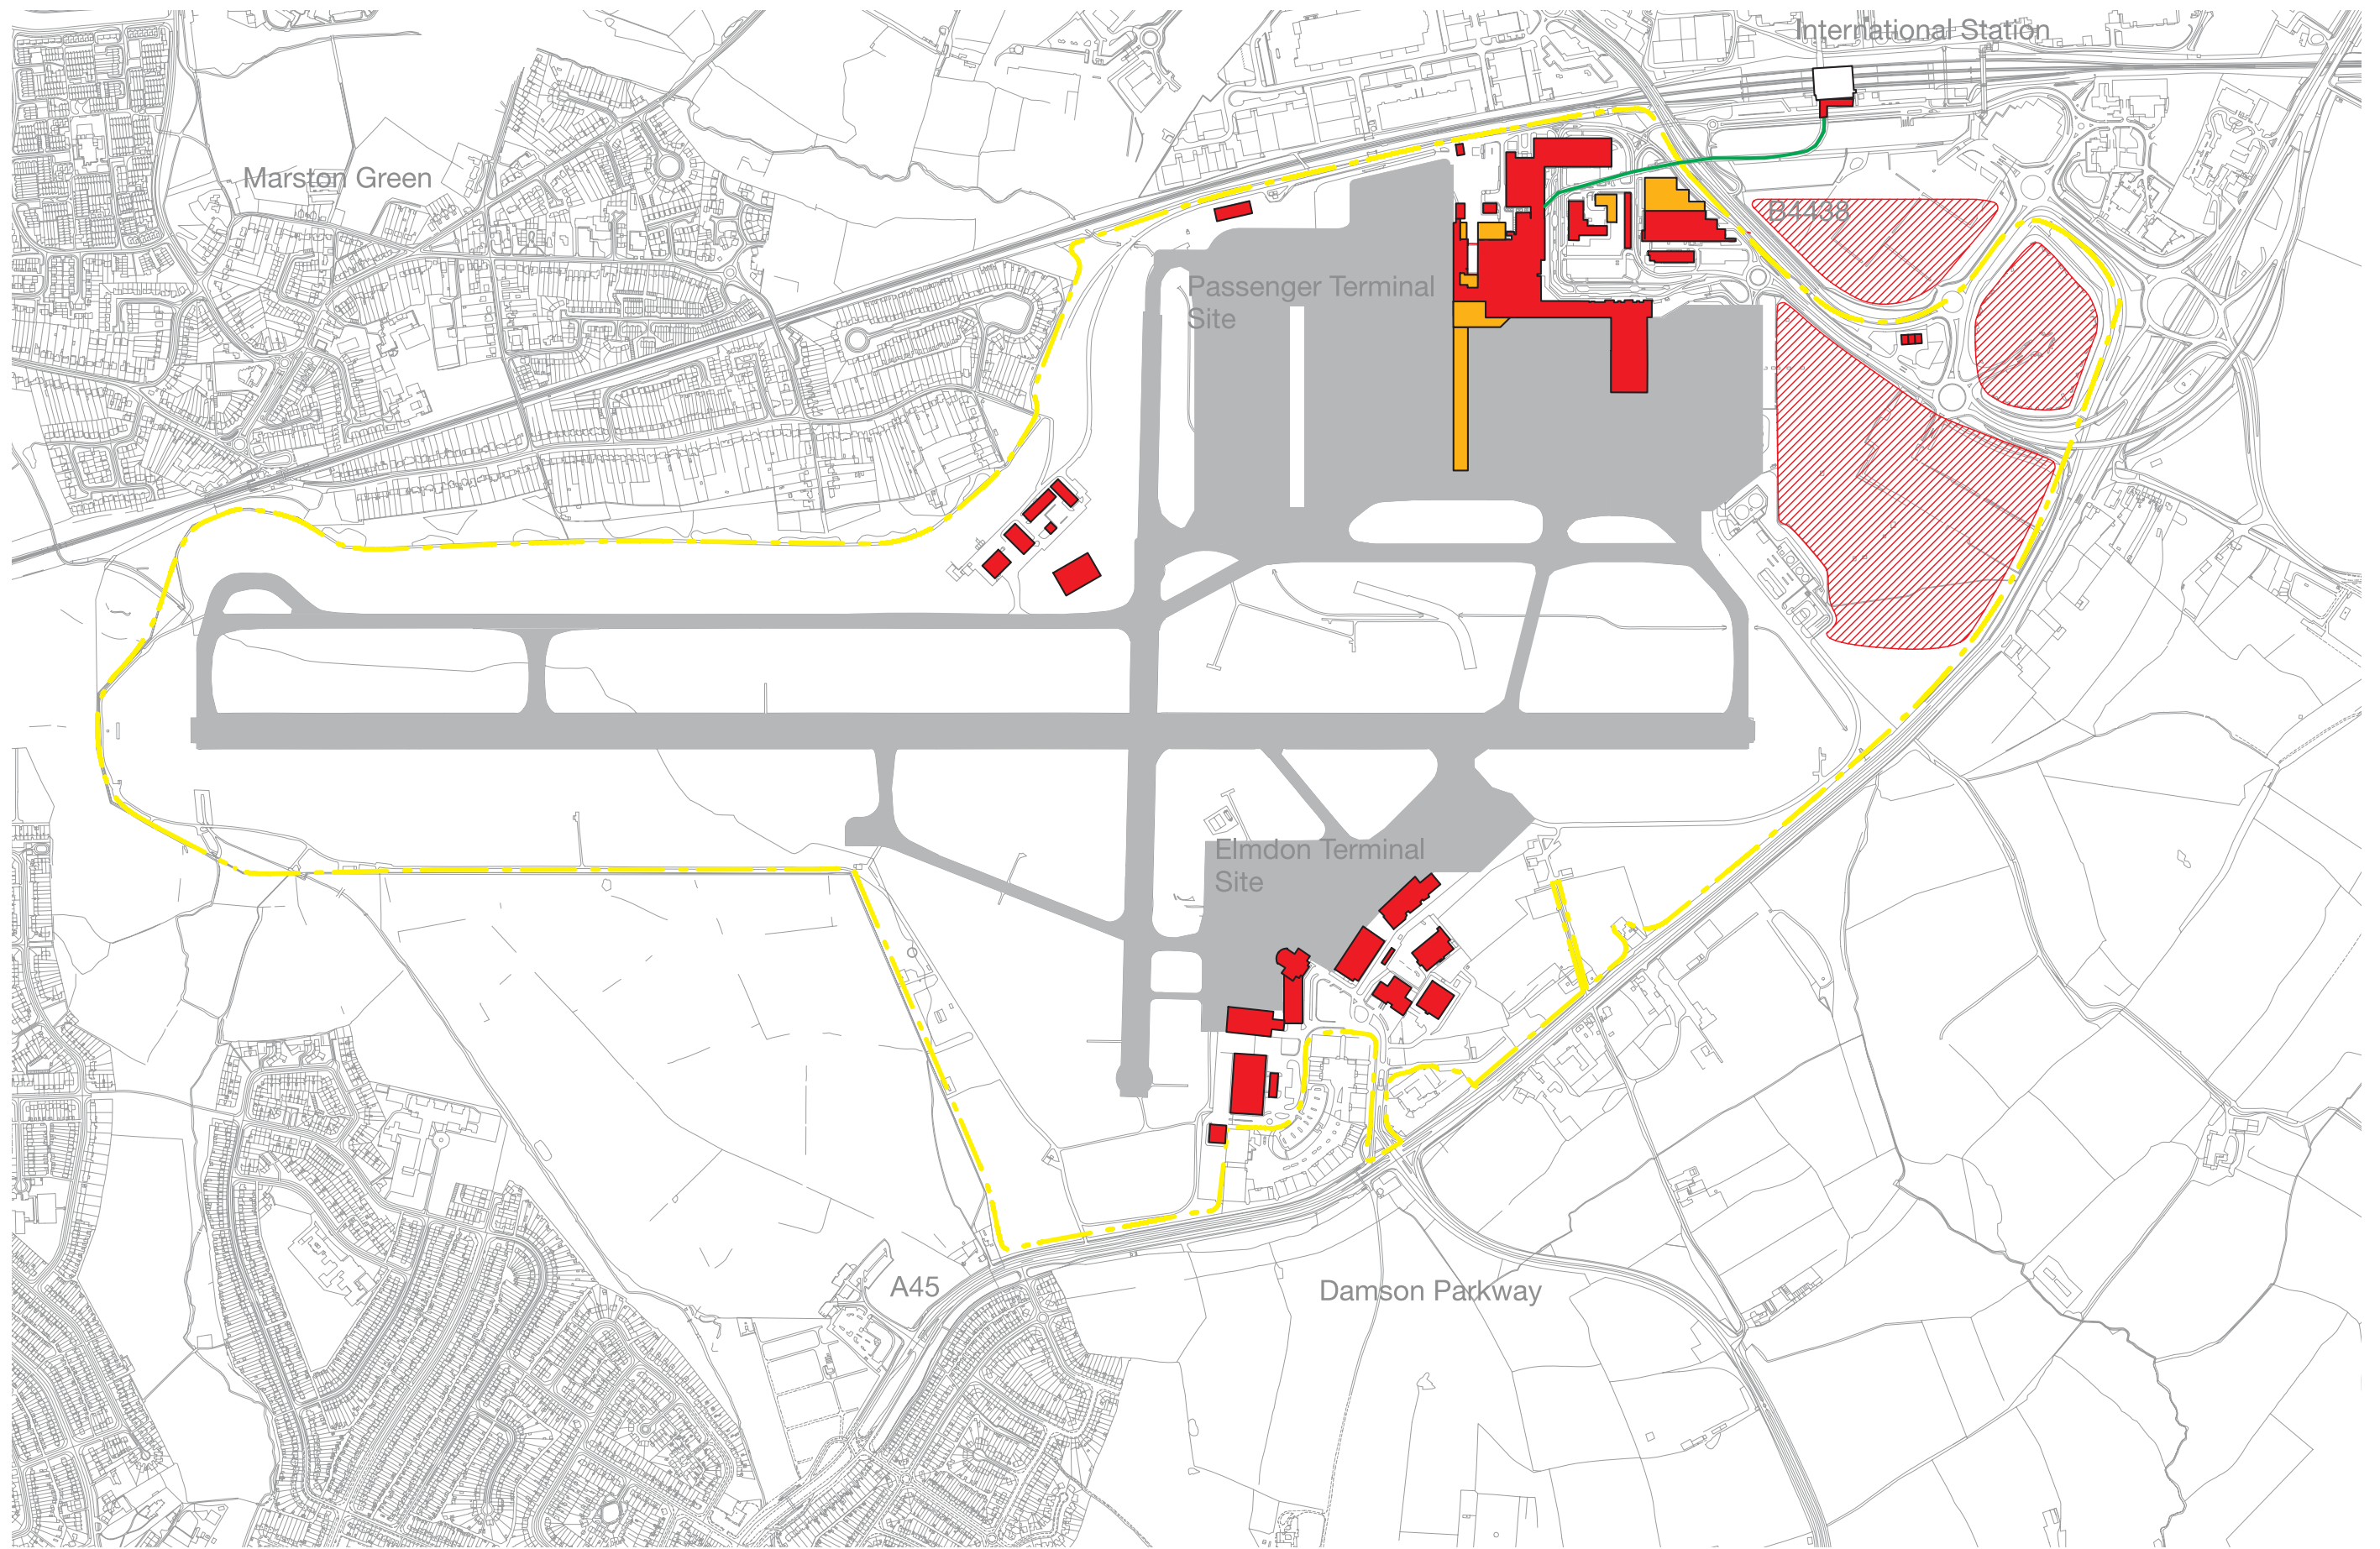 International Station
Marston Green
B4438
Passenger Terminal
Site
Elmdon Terminal
Site
A45
Damson Parkway